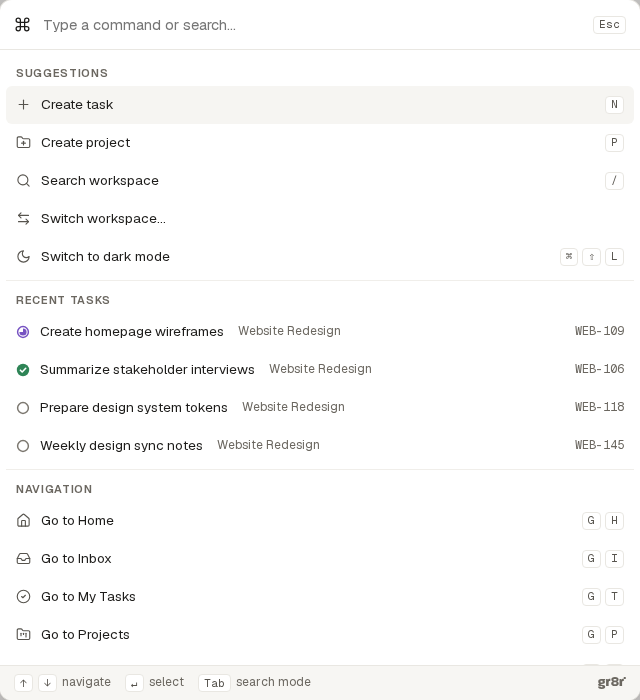 ⌘ Type a command or search... Esc
SUGGESTIONS
Create task N
Create project P
Search workspace /
Switch workspace...
Switch to dark mode ⌘ ⇧ L
RECENT TASKS
Create homepage wireframes Website Redesign WEB-109
Summarize stakeholder interviews Website Redesign WEB-106
Prepare design system tokens Website Redesign WEB-118
Weekly design sync notes Website Redesign WEB-145
NAVIGATION
Go to Home G H
Go to Inbox G I
Go to My Tasks G T
Go to Projects G P
↑ ↓ navigate ↵ select Tab search mode gr8r